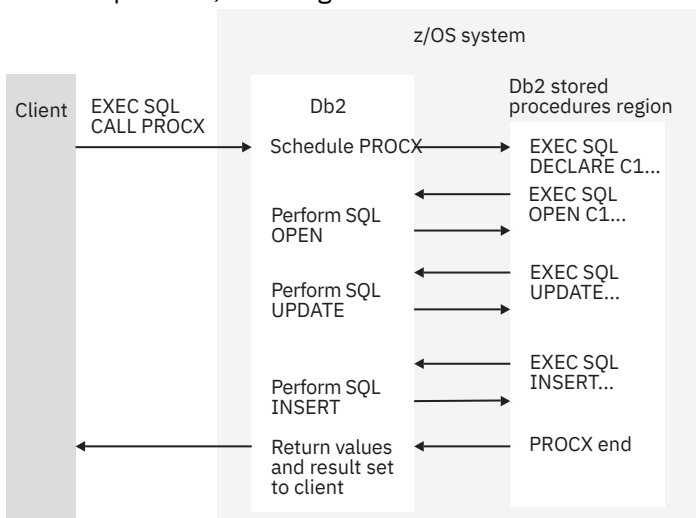 z/OS system
Client
EXEC SQL
CALL PROCX
Db2
Db2 stored
procedures region
Schedule PROCX
EXEC SQL
DECLARE C1...
EXEC SQL
OPEN C1...
Perform SQL
OPEN
EXEC SQL
UPDATE...
Perform SQL
UPDATE
EXEC SQL
INSERT...
Perform SQL
INSERT
PROCX end
Return values
and result set
to client